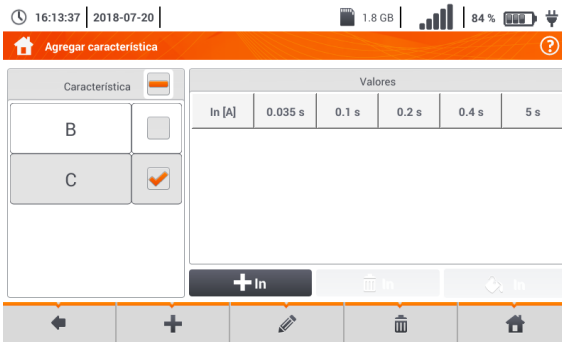 16:13:37 2018-07-20 1.8 GB 84 %
Agregar característica ?
Característica
B
C
Valores
In [A] 0.035 s 0.1 s 0.2 s 0.4 s 5 s
In In In